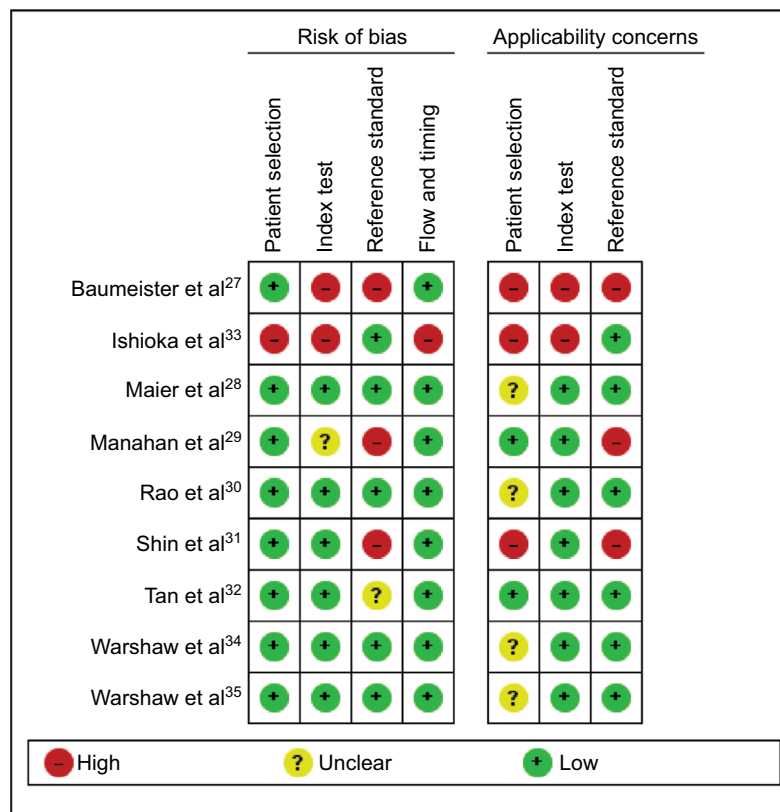 Risk of bias
Applicability concerns
Patient selection
Index test
Reference standard
Flow and timing
Patient selection
Index test
Reference standard
Baumeister et al27 + – – + – – –
Ishioka et al33 – – + – – – +
Maier et al28 + + + + ? + +
Manahan et al29 + ? – + + + –
Rao et al30 + + + + ? + +
Shin et al31 + + – + – + –
Tan et al32 + + ? + + + +
Warshaw et al34 + + + + ? + +
Warshaw et al35 + + + + ? + +
– High ? Unclear + Low